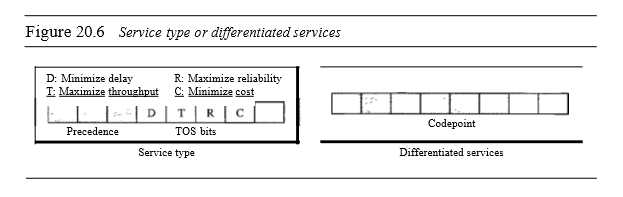 Figure 20.6 Service type or differentiated services
D: Minimize delay R: Maximize reliability
T: Maximize throughput C: Minimize cost
D T R C
Precedence TOS bits
Service type
Codepoint
Differentiated services